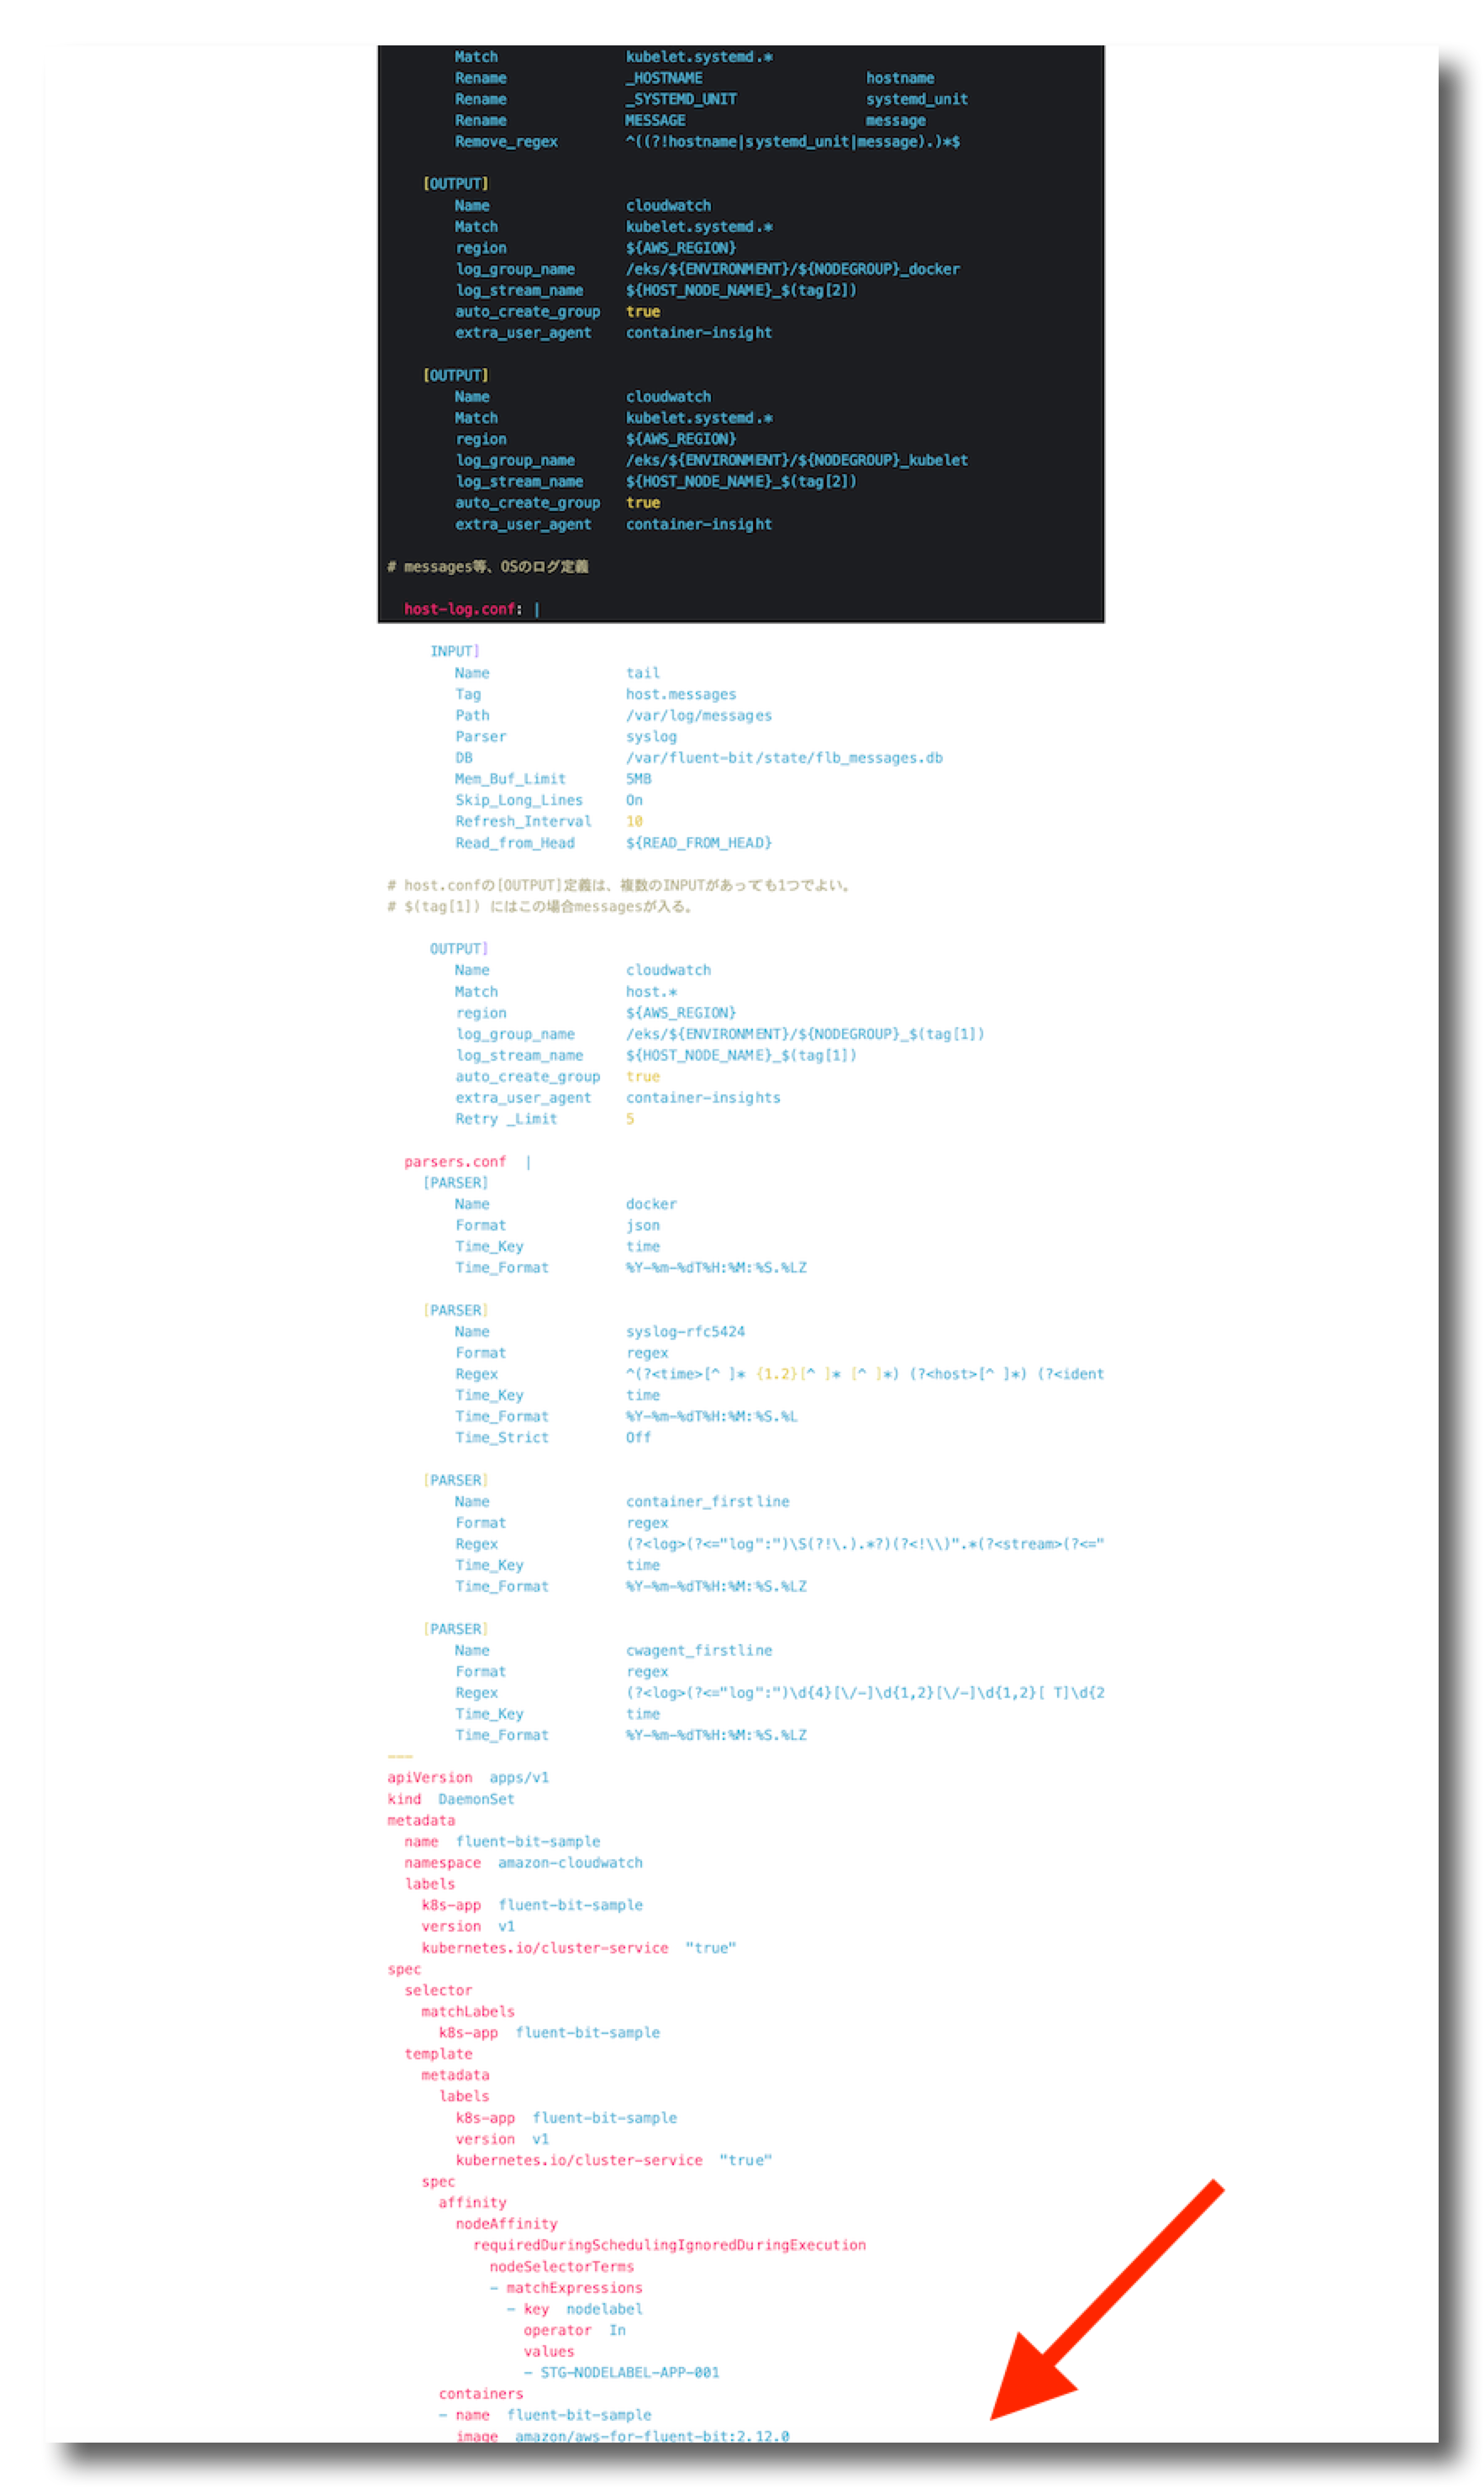 Match kubelet.systemd.*
Rename _HOSTNAME hostname
Rename _SYSTEMD_UNIT systemd_unit
Rename MESSAGE message
Remove_regex ^((?!hostname|systemd_unit|message).)*$
[OUTPUT]
Name cloudwatch
Match kubelet.systemd.*
region ${AWS_REGION}
log_group_name /eks/${ENVIRONMENT}/${NODEGROUP}_docker
log_stream_name ${HOST_NODE_NAME}_$(tag[2])
auto_create_group true
extra_user_agent container-insight
[OUTPUT]
Name cloudwatch
Match kubelet.systemd.*
region ${AWS_REGION}
log_group_name /eks/${ENVIRONMENT}/${NODEGROUP}_kubelet
log_stream_name ${HOST_NODE_NAME}_$(tag[2])
auto_create_group true
extra_user_agent container-insight
# messages等、OSのログ定義
host-log.conf: |
INPUT]
Name tail
Tag host.messages
Path /var/log/messages
Parser syslog
DB /var/fluent-bit/state/flb_messages.db
Mem_Buf_Limit 5MB
Skip_Long_Lines On
Refresh_Interval 10
Read_from_Head ${READ_FROM_HEAD}
# host.confの[OUTPUT]定義は、複数のINPUTがあっても1つでよい。
# $(tag[1]) にはこの場合messagesが入る。
OUTPUT]
Name cloudwatch
Match host.*
region ${AWS_REGION}
log_group_name /eks/${ENVIRONMENT}/${NODEGROUP}_$(tag[1])
log_stream_name ${HOST_NODE_NAME}_$(tag[1])
auto_create_group true
extra_user_agent container-insights
Retry _Limit 5
parsers.conf |
[PARSER]
Name docker
Format json
Time_Key time
Time_Format %Y-%m-%dT%H:%M:%S.%LZ
[PARSER]
Name syslog-rfc5424
Format regex
Regex ^(?<time>[^ ]* {1.2}[^ ]* [^ ]*) (?<host>[^ ]*) (?<ident
Time_Key time
Time_Format %Y-%m-%dT%H:%M:%S.%L
Time_Strict Off
[PARSER]
Name container_firstline
Format regex
Regex (?<log>(?<="log":")\S(?!\.).*?)(?<!\\)".*(?<stream>(?<="
Time_Key time
Time_Format %Y-%m-%dT%H:%M:%S.%LZ
[PARSER]
Name cwagent_firstline
Format regex
Regex (?<log>(?<="log":")\d{4}[\/-]\d{1,2}[\/-]\d{1,2}[ T]\d{2
Time_Key time
Time_Format %Y-%m-%dT%H:%M:%S.%LZ
---
apiVersion apps/v1
kind DaemonSet
metadata
name fluent-bit-sample
namespace amazon-cloudwatch
labels
k8s-app fluent-bit-sample
version v1
kubernetes.io/cluster-service "true"
spec
selector
matchLabels
k8s-app fluent-bit-sample
template
metadata
labels
k8s-app fluent-bit-sample
version v1
kubernetes.io/cluster-service "true"
spec
affinity
nodeAffinity
requiredDuringSchedulingIgnoredDuringExecution
nodeSelectorTerms
- matchExpressions
- key nodelabel
operator In
values
- STG-NODELABEL-APP-001
containers
- name fluent-bit-sample
image amazon/aws-for-fluent-bit:2.12.0